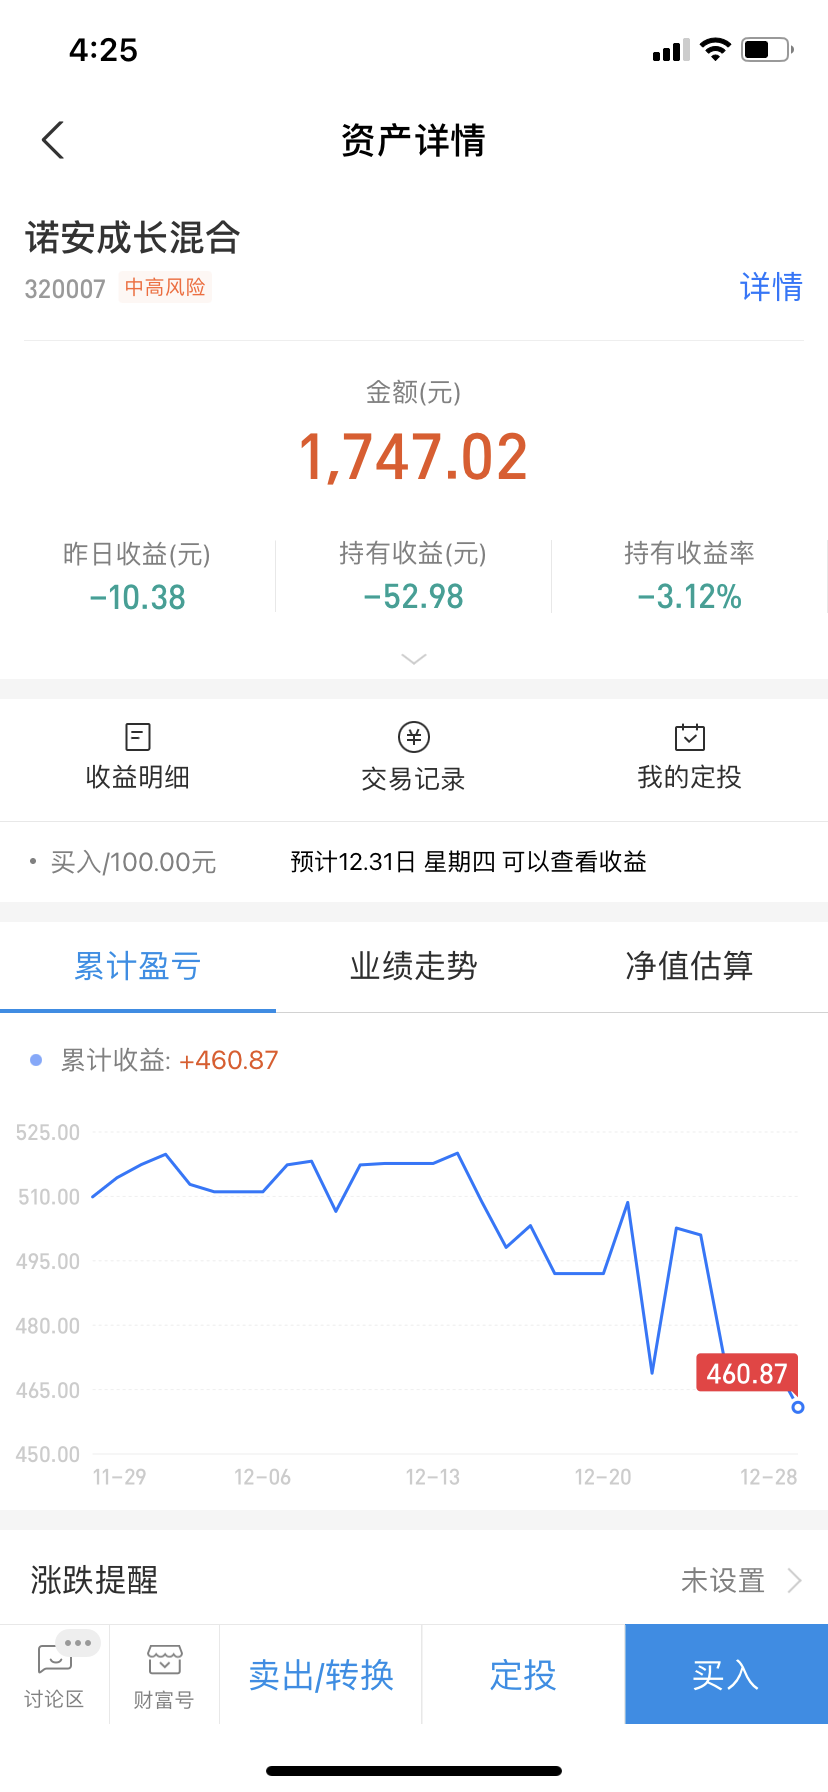 4:25
资产详情
诺安成长混合
320007 中高风险
详情
金额(元)
1,747.02
昨日收益(元) 持有收益(元) 持有收益率
-10.38 -52.98 -3.12%
收益明细 交易记录 我的定投
• 买入/100.00元 预计12.31日 星期四 可以查看收益
累计盈亏 业绩走势 净值估算
累计收益: +460.87
525.00
510.00
495.00
480.00
460.87
465.00
450.00
11-29 12-06 12-13 12-20 12-28
涨跌提醒 未设置
讨论区 财富号 卖出/转换 定投 买入